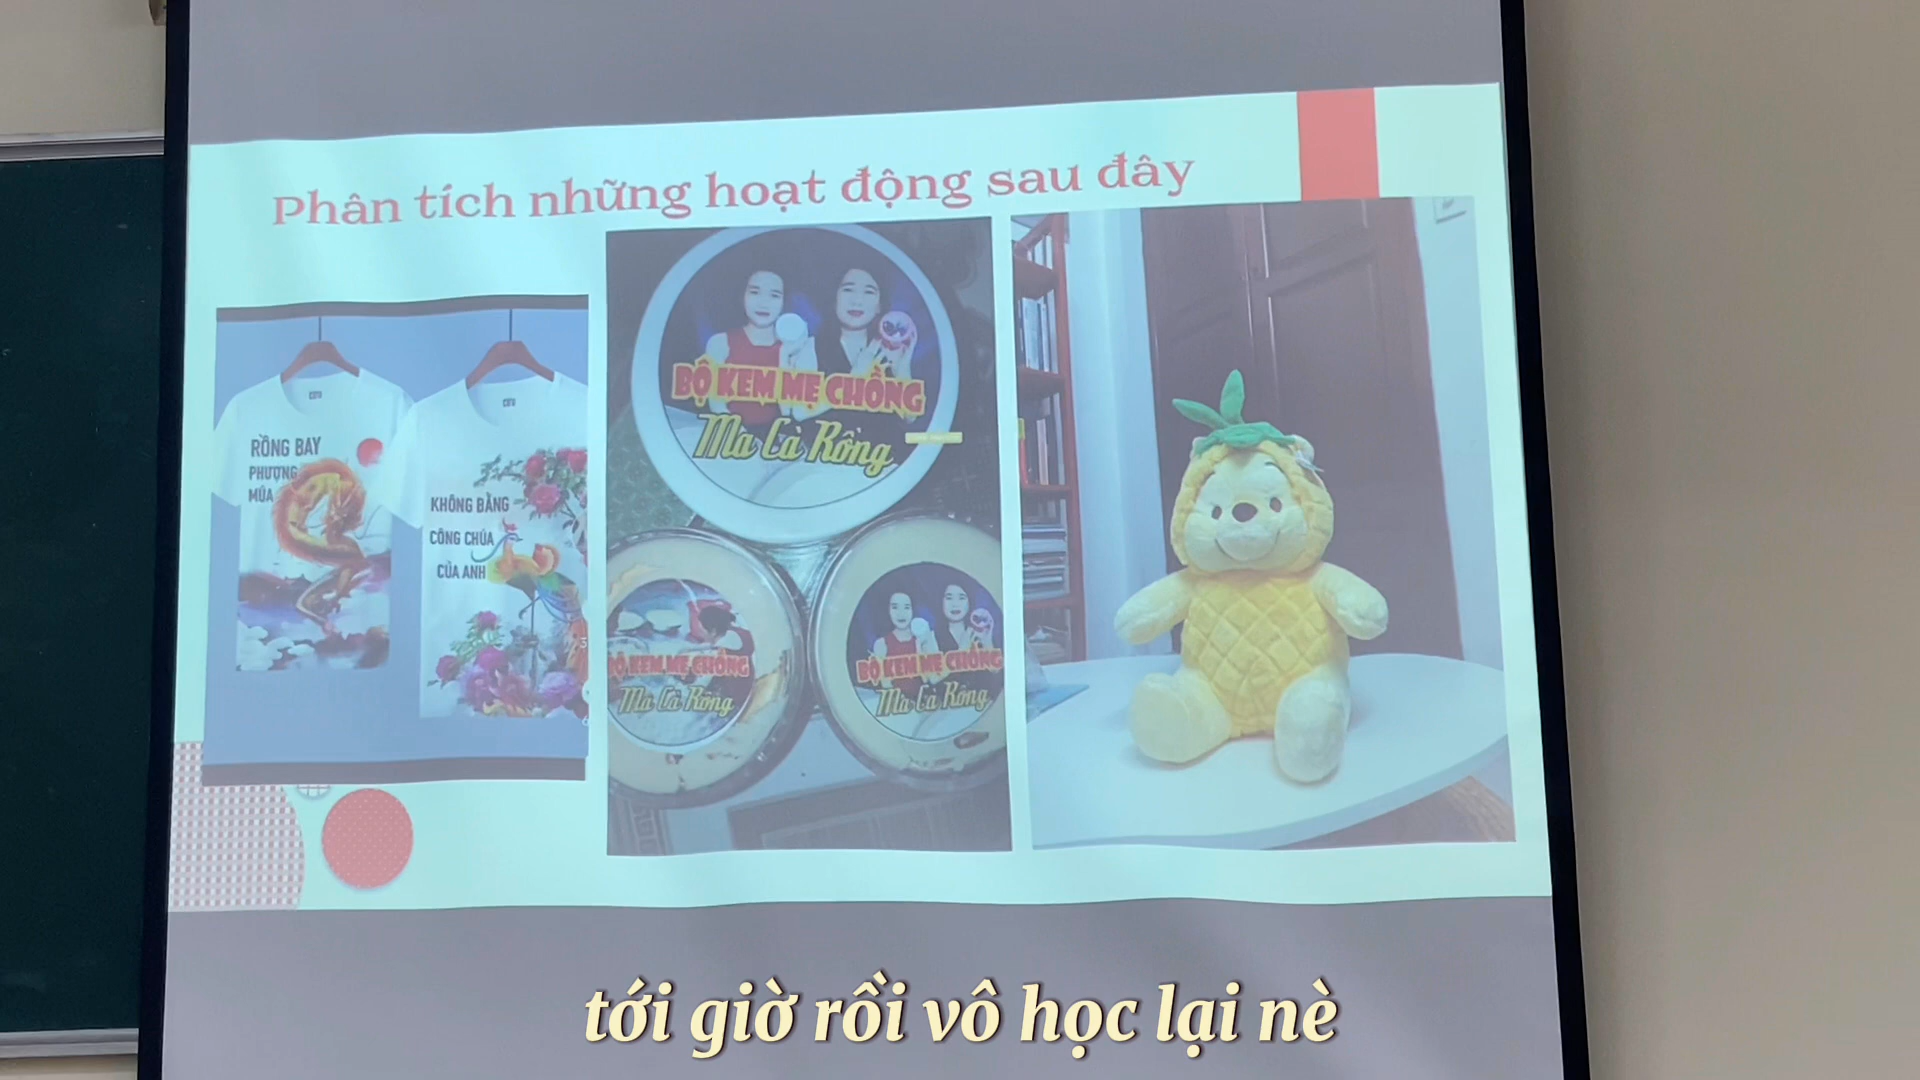 Phân tích những hoạt động sau đây
RỒNG BAY
PHƯỢNG
MÚA
KHÔNG BẰNG
CÔNG CHÚA
CỦA ANH
BỘ KEM MẸ CHỒNG
Ma Cà Rồng
BỘ KEM MẸ CHỒNG
Ma Cà Rồng
BỘ KEM MẸ CHỒNG
Ma Cà Rồng
tới giờ rồi vô học lại nè